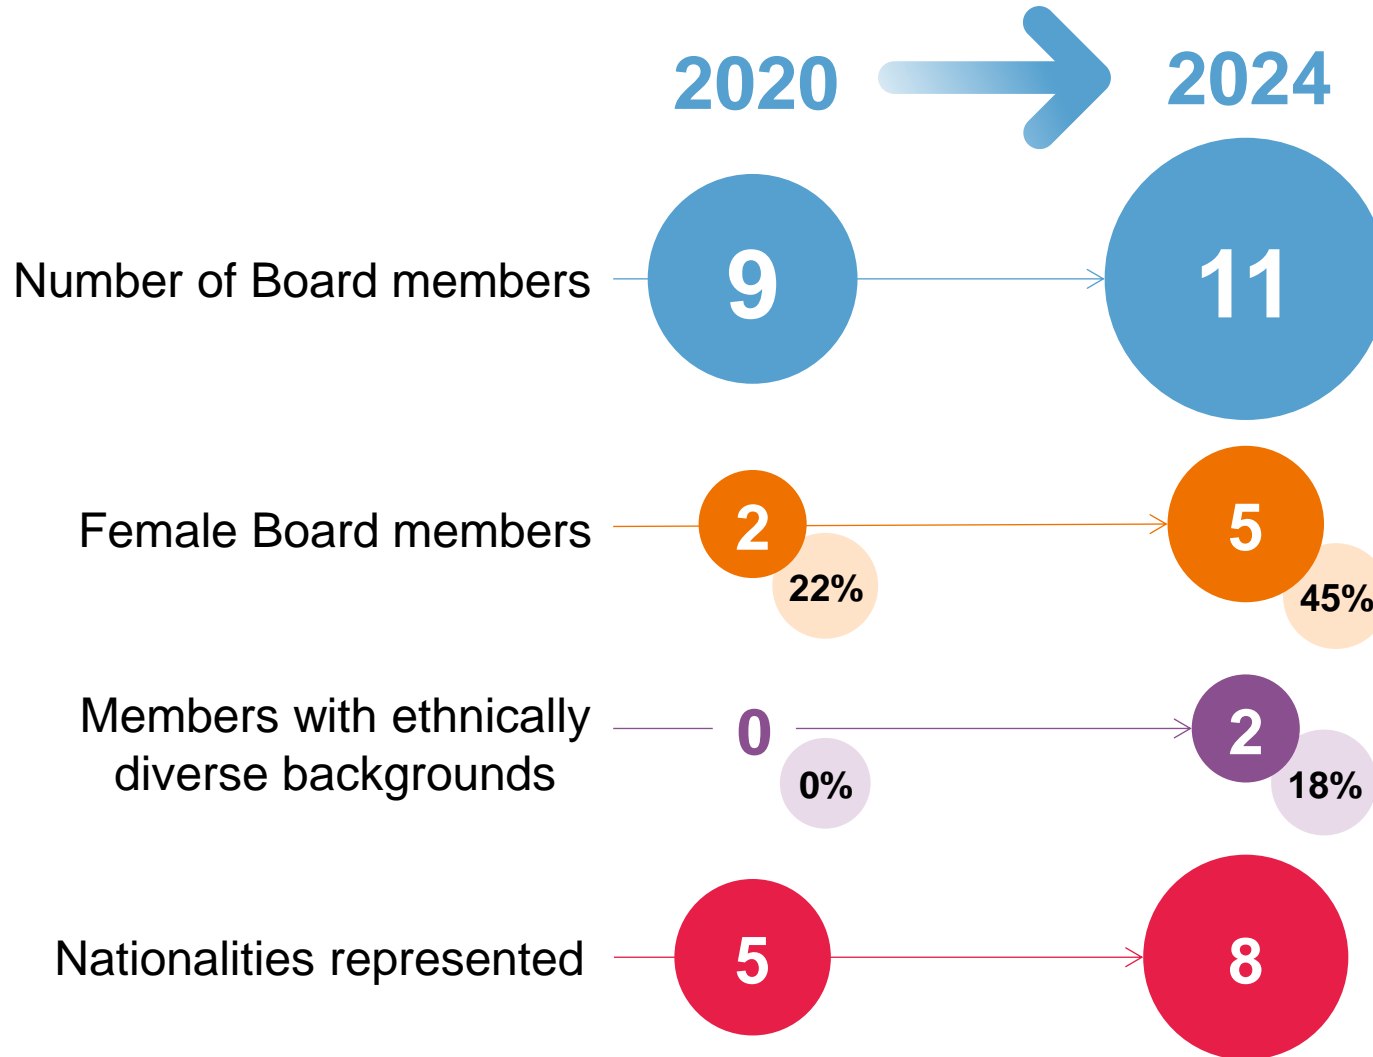 2020
2024
Number of Board members
9
11
Female Board members
2
22%
5
45%
Members with ethnically
diverse backgrounds
0
0%
2
18%
Nationalities represented
5
8